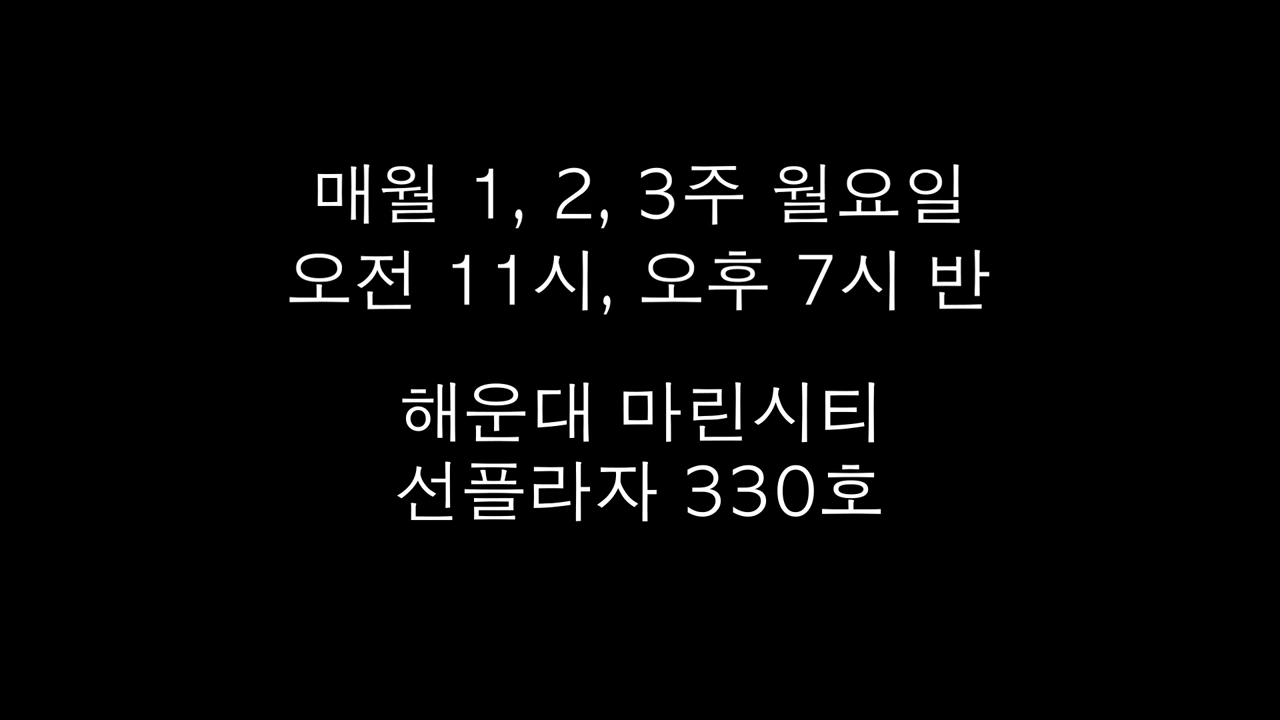 매월 1, 2, 3주 월요일
오전 11시, 오후 7시 반
해운대 마린시티
선플라자 330호